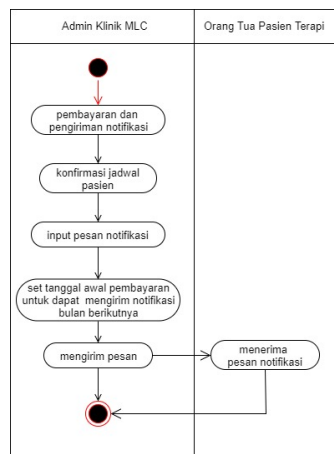 Admin Klinik MLC
Orang Tua Pasien Terapi
pembayaran dan
pengiriman notifikasi
konfirmasi jadwal
pasien
input pesan notifikasi
set tanggal awal pembayaran
untuk dapat mengirim notifikasi
bulan berikutnya
mengirim pesan
menerima
pesan notifikasi